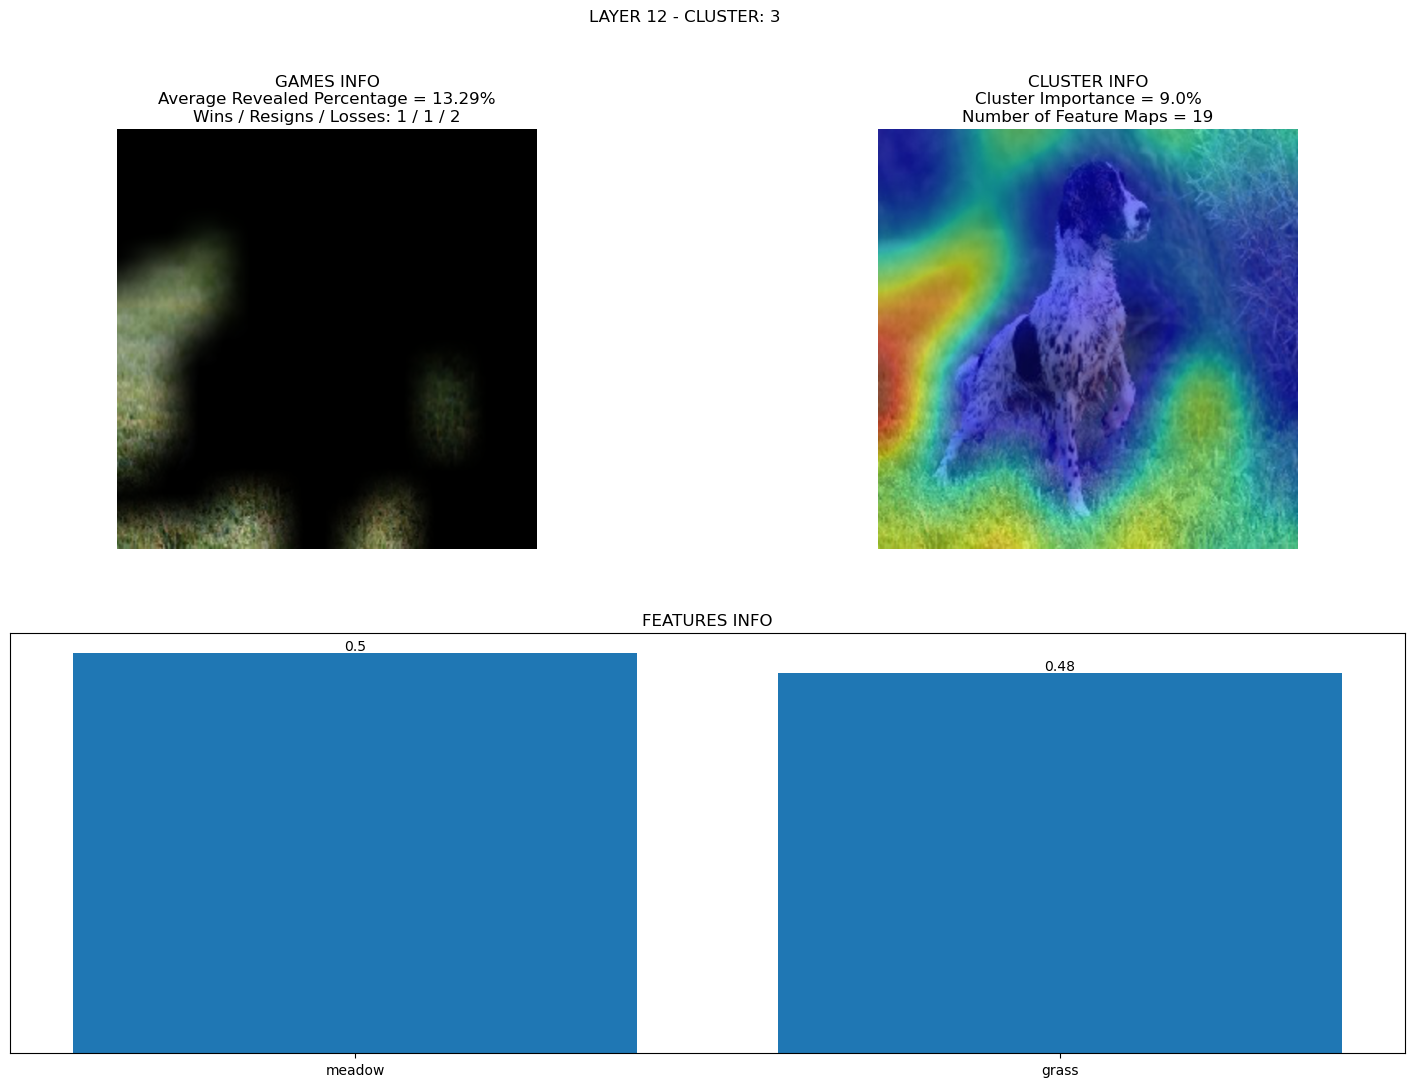 LAYER 12 - CLUSTER: 3
GAMES INFO
Average Revealed Percentage = 13.29%
Wins / Resigns / Losses: 1 / 1 / 2
CLUSTER INFO
Cluster Importance = 9.0%
Number of Feature Maps = 19
FEATURES INFO
0.5
0.48
meadow
grass